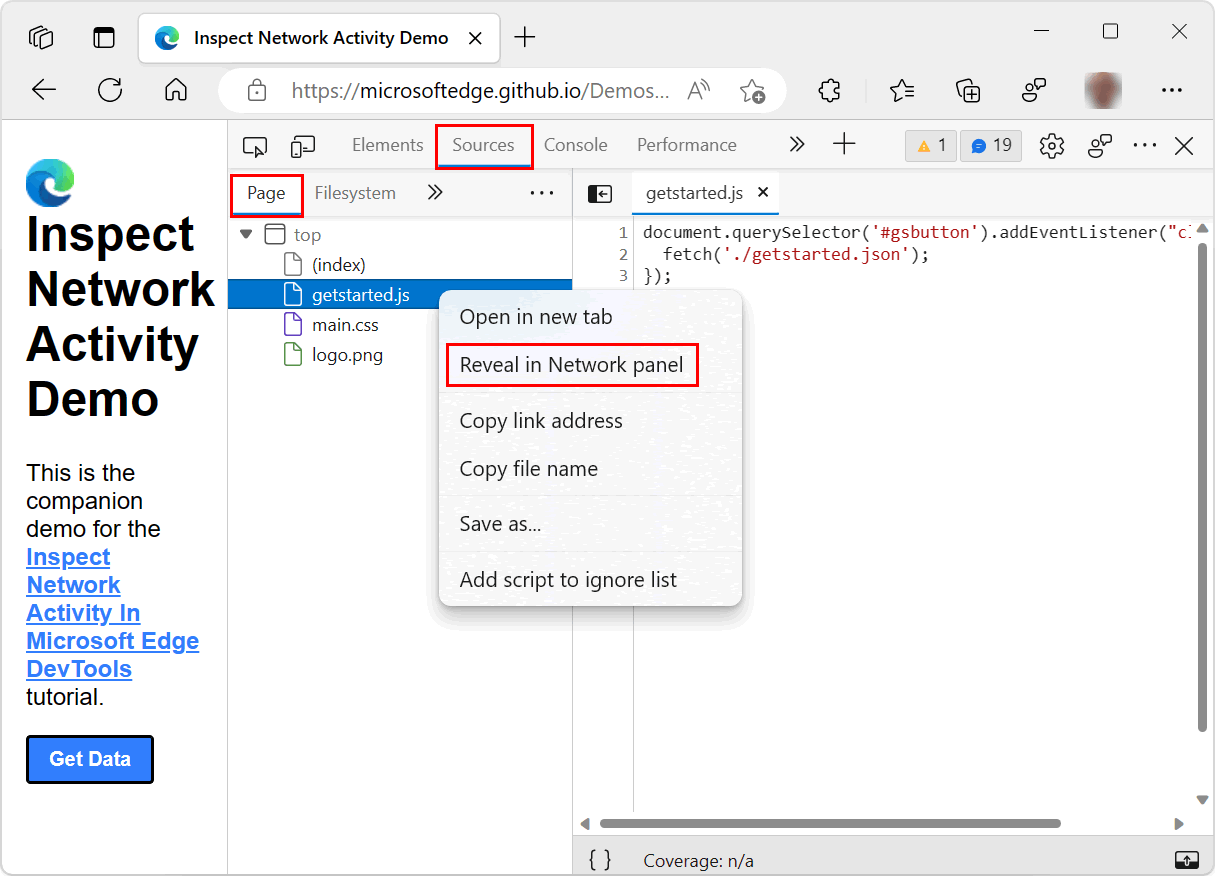 Inspect Network Activity Demo
https://microsoftedge.github.io/Demos...
Elements Sources Console Performance 1 19
Page Filesystem
getstarted.js
top
(index)
getstarted.js
main.css
logo.png
1 document.querySelector('#gsbutton').addEventListener("c
2 fetch('./getstarted.json');
3 });
Open in new tab
Reveal in Network panel
Copy link address
Copy file name
Save as...
Add script to ignore list
Inspect
Network
Activity
Demo
This is the
companion
demo for the
Inspect
Network
Activity In
Microsoft Edge
DevTools
tutorial.
Get Data
{ } Coverage: n/a